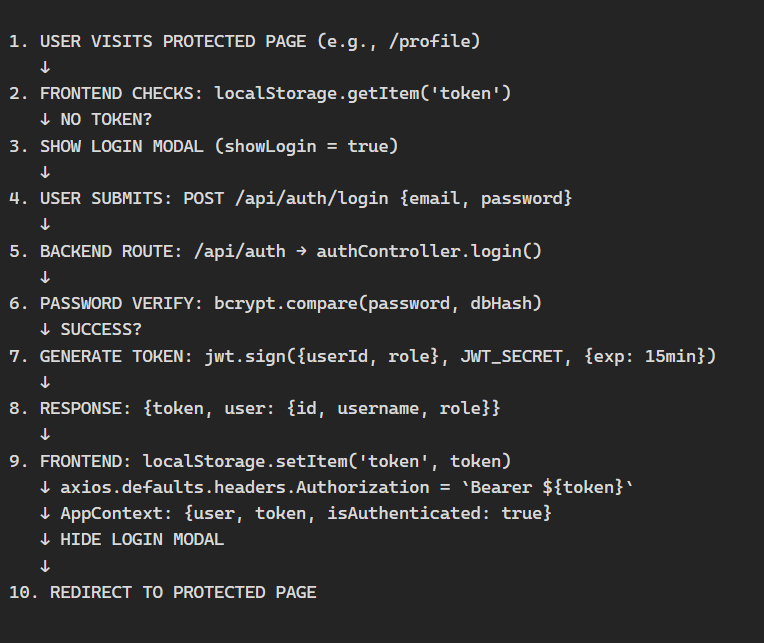 1. USER VISITS PROTECTED PAGE (e.g., /profile)
↓
2. FRONTEND CHECKS: localStorage.getItem('token')
↓ NO TOKEN?
3. SHOW LOGIN MODAL (showLogin = true)
↓
4. USER SUBMITS: POST /api/auth/login {email, password}
↓
5. BACKEND ROUTE: /api/auth → authController.login()
↓
6. PASSWORD VERIFY: bcrypt.compare(password, dbHash)
↓ SUCCESS?
7. GENERATE TOKEN: jwt.sign({userId, role}, JWT_SECRET, {exp: 15min})
↓
8. RESPONSE: {token, user: {id, username, role}}
↓
9. FRONTEND: localStorage.setItem('token', token)
↓ axios.defaults.headers.Authorization = `Bearer ${token}`
↓ AppContext: {user, token, isAuthenticated: true}
↓ HIDE LOGIN MODAL
↓
10. REDIRECT TO PROTECTED PAGE